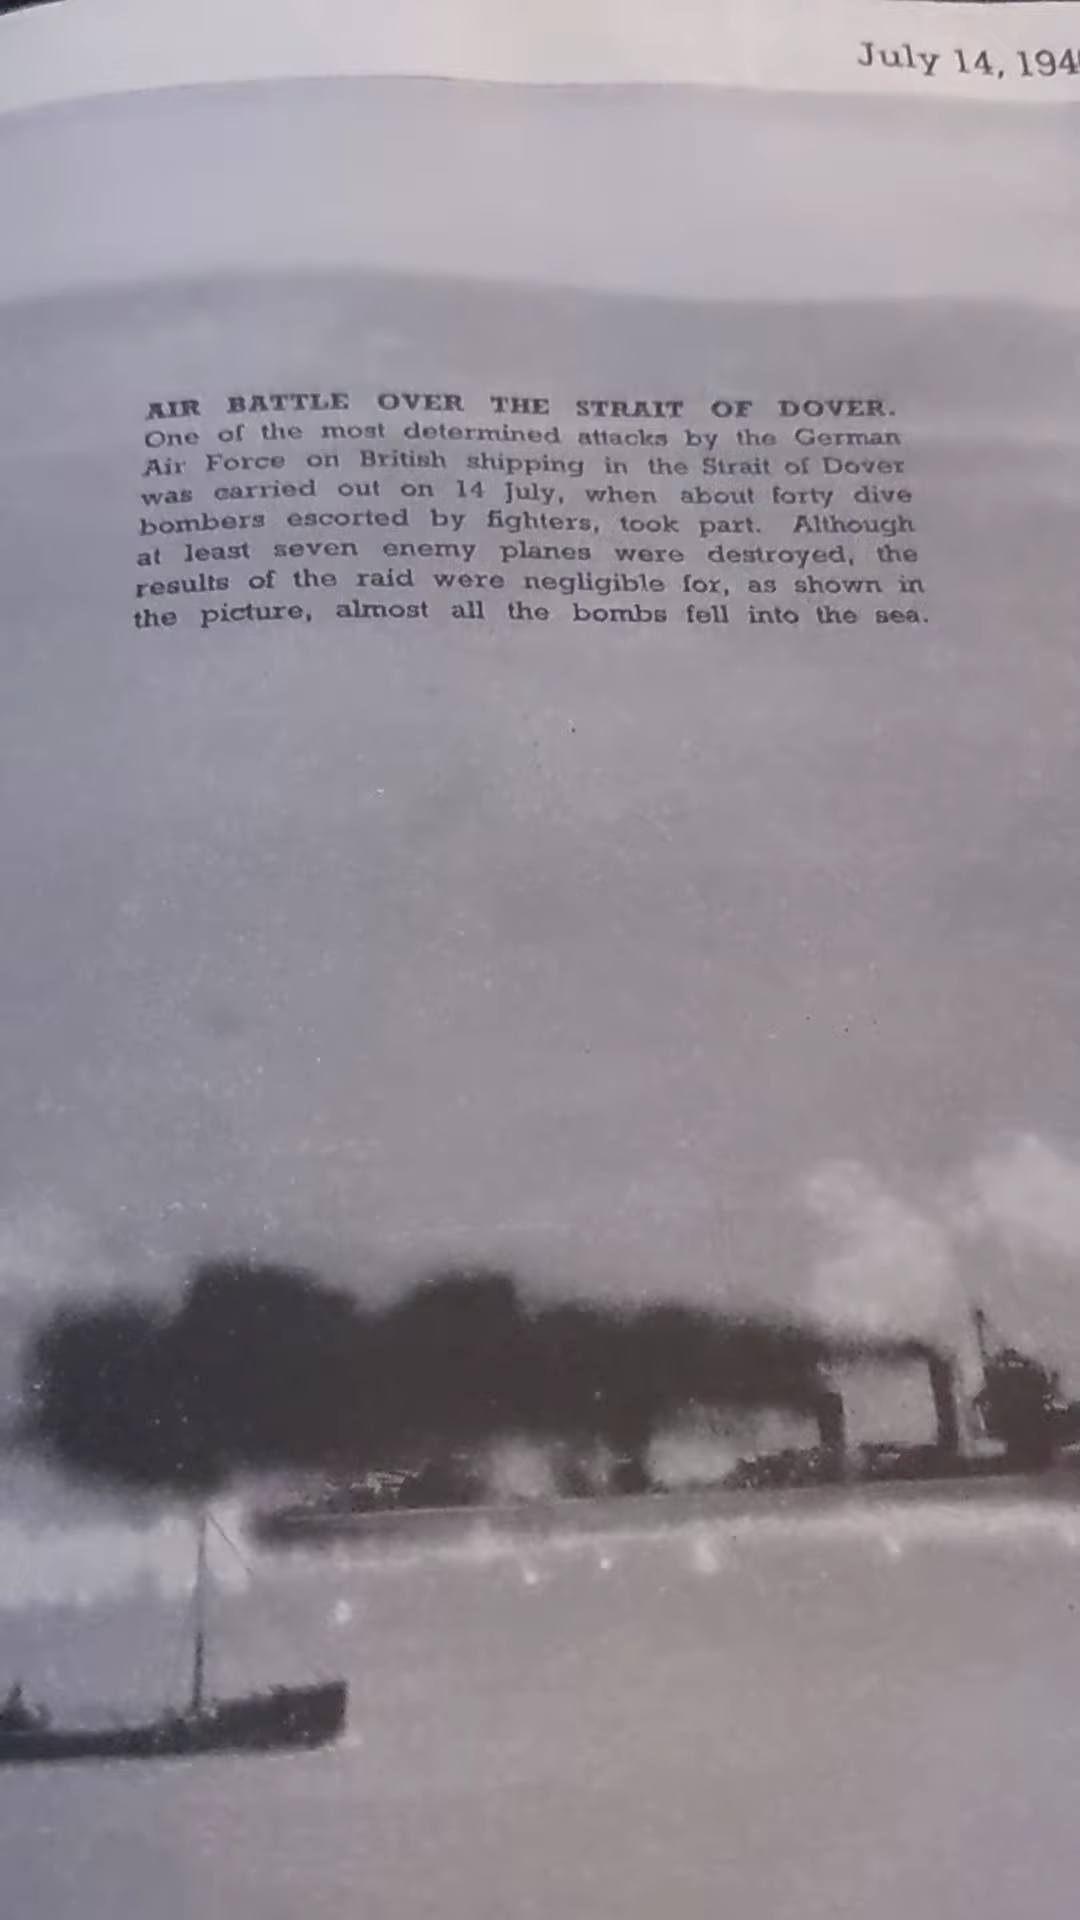 July 14, 194
AIR BATTLE OVER THE STRAIT OF DOVER.
One of the most determined attacks by the German
Air Force on British shipping in the Strait of Dover
was carried out on 14 July, when about forty dive
bombers escorted by fighters, took part. Although
at least seven enemy planes were destroyed, the
results of the raid were negligible for, as shown in
the picture, almost all the bombs fell into the sea.